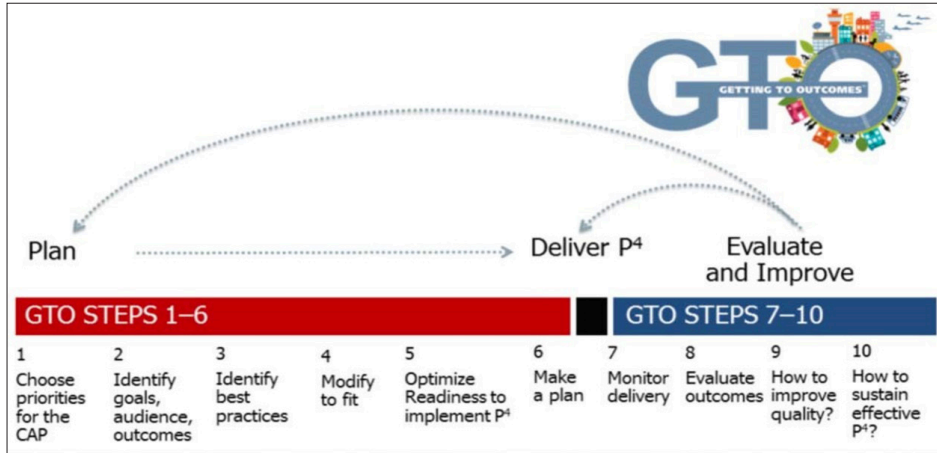 GTO
GETTING TO OUTCOMES
Plan
Deliver P⁴
Evaluate
and Improve
GTO STEPS 1–6
GTO STEPS 7–10
1
Choose
priorities
for the
CAP
2
Identify
goals,
audience,
outcomes
3
Identify
best
practices
4
Modify
to fit
5
Optimize
Readiness to
implement P⁴
6
Make
a plan
7
Monitor
delivery
8
Evaluate
outcomes
9
How to
improve
quality?
10
How to
sustain
effective
P⁴?